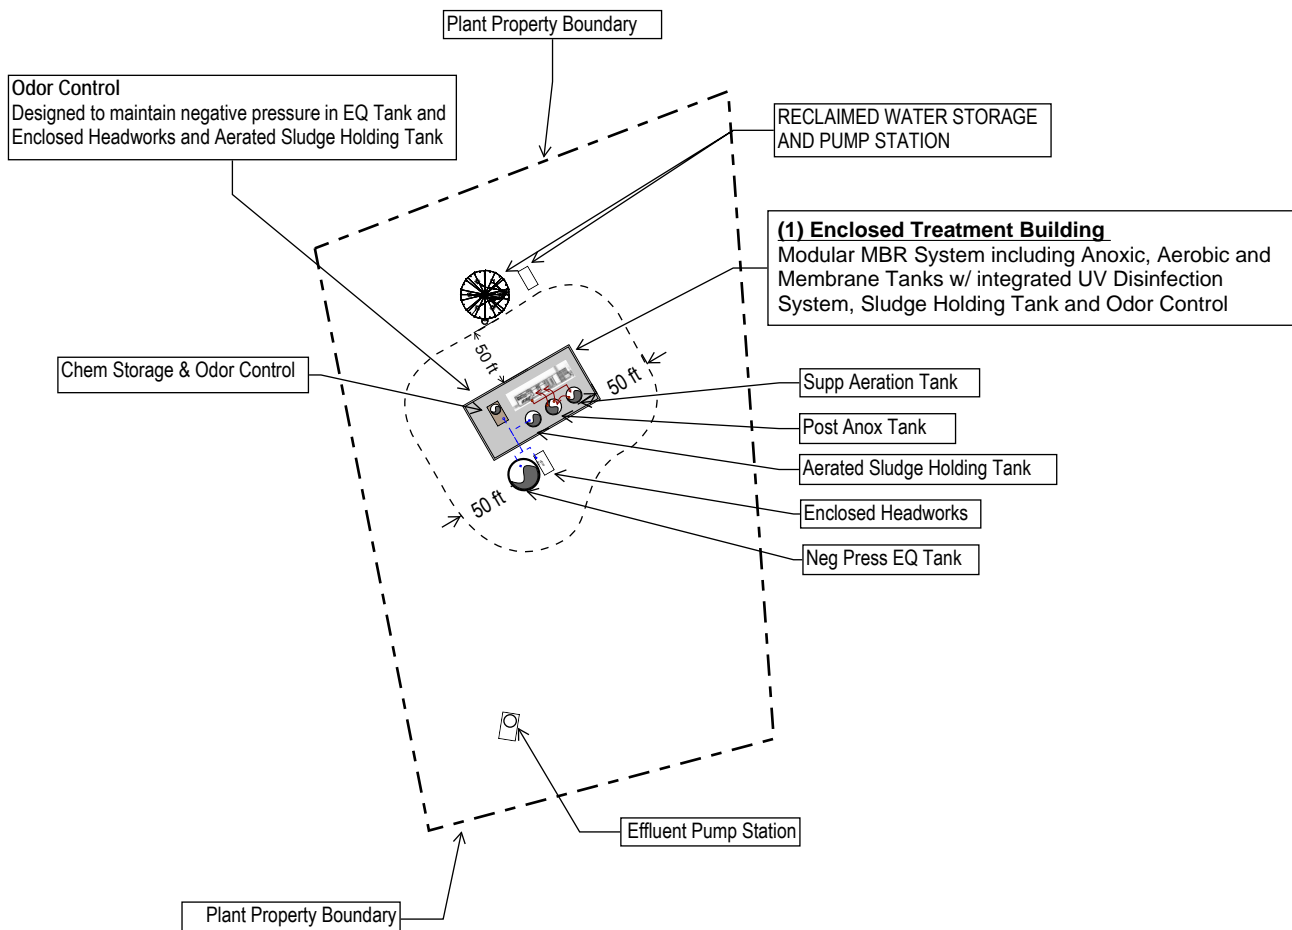 Plant Property Boundary
Odor Control
Designed to maintain negative pressure in EQ Tank and
Enclosed Headworks and Aerated Sludge Holding Tank
RECLAIMED WATER STORAGE
AND PUMP STATION
(1) Enclosed Treatment Building
Modular MBR System including Anoxic, Aerobic and
Membrane Tanks w/ integrated UV Disinfection
System, Sludge Holding Tank and Odor Control
50 ft
Chem Storage & Odor Control
50 ft
Supp Aeration Tank
Post Anox Tank
Aerated Sludge Holding Tank
50 ft
Enclosed Headworks
Neg Press EQ Tank
Effluent Pump Station
Plant Property Boundary